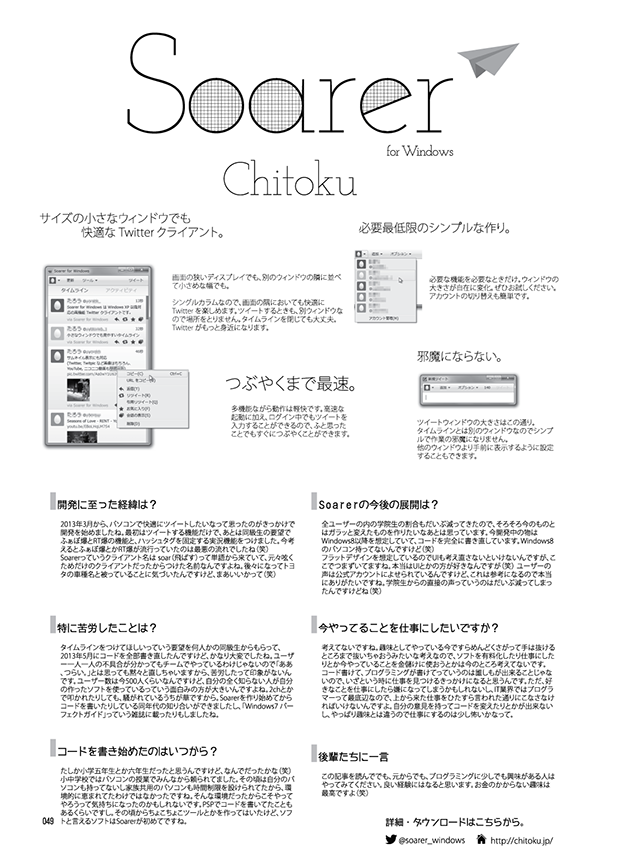 Soarer
for Windows
Chitoku
サイズの小さなウィンドウでも
快適な Twitter クライアント。
画面の狭いディスプレイでも、別のウィンドウの隣に並べ
て小さめな幅でも。
シングルカラムなので、画面の隅においても快適に
Twitter を楽しめます。ツイートするときも、別ウィンドウな
ので場所をとりません。タイムラインを閉じても大丈夫。
Twitter がもっと身近になります。
必要最低限のシンプルな作り。
必要な機能を必要なときだけ。ウィンドウの
大きさが自在に変化。ぜひお試しください。
アカウントの切り替えも簡単です。
つぶやくまで最速。
多機能ながら動作は軽快です。高速な
起動に加え、ログイン中でもツイートを
入力することができるので、ふと思った
ことでもすぐにつぶやくことができます。
邪魔にならない。
ツイートウィンドウの大きさはこの通り。
タイムラインとは別のウィンドウなのでシンプ
ルで作業の邪魔になりません。
他のウィンドウより手前に表示するように設定
することもできます。
開発に至った経緯は？
2013年3月から、パソコンで快適にツイートしたいなって思ったのがきっかけで
開発を始めましたね。最初はツイートする機能だけで、あとは同級生の要望で
ふぁぼ爆とRT爆の機能と、ハッシュタグを固定する実況機能をつけました。今考
えるとふぁぼ爆とかRT爆が流行っていたのは最悪の流れでしたね（笑）
Soarerっていうクライアント名は soar（飛ばす）って単語から来ていて、元々呟く
ためだけのクライアントだったからつけた名前なんですよね。後々になってトヨ
タの車種名と被っていることに気づいたんですけど、まあいいかって（笑）
特に苦労したことは？
タイムラインをつけてほしいっていう要望を何人かの同級生からもらって、
2013年5月にコードを全部書き直したんですけど、かなり大変でしたね。ユーザ
ー一人一人の不具合が分かってもチームでやっているわけじゃないので「ああ
、つらい。」とは思っても黙々と直しちゃいますから、苦労したって印象がないん
です。ユーザー数は今500人くらいなんですけど、自分の全く知らない人が自分
の作ったソフトを使っているっていう面白みの方が大きいんですよね。2chとか
で叩かれたりしても、騒がれているうちが華ですから。Soarerを作り始めてから
コードを書いたりしている同年代の知り合いができましたし、「Windows7 パー
フェクトガイド」っていう雑誌に載ったりもしましたね。
コードを書き始めたのはいつから？
たしか小学五年生とか六年生だったと思うんですけど、なんでだったかな（笑）
小中学校ではパソコンの授業でみんなから頼られてました。その頃は自分のパ
ソコンも持ってないし家族共用のパソコンも時間制限を設けられてたから、環
境的に恵まれてたわけではなかったですね。そんな環境だったからこそやって
やろうって気持ちになったのかもしれないです。PSPでコードを書いてたことも
あるくらいですし。その頃からちょこちょこツールとかを作ってはいたけど、ソフ
トと言えるソフトはSoarerが初めてですね。
Soarerの今後の展開は？
全ユーザーの内の学院生の割合もだいぶ減ってきたので、そろそろ今のものと
はガラッと変えたものを作りたいなあとは思っています。今開発中の物は
Windows8以降を想定していて、コードを完全に書き直しています。Windows8
のパソコン持ってないんですけど（笑）
フラットデザインを想定しているのでUIも考え直さないといけないんですが、こ
こでつまずいてますね。本当はUIとかの方が好きなんですが（笑）ユーザーの
声は公式アカウントによせられているんですけど、これは参考になるので本当
にありがたいですね。学院生からの直接の声っていうのはだいぶ減ってしまっ
たんですけどね（笑）
今やってることを仕事にしたいですか？
考えてないですね。趣味としてやっている今ですらめんどくさがって手は抜ける
ところまで抜いちゃおうみたいな考えなので、ソフトを有料化したり仕事にした
りとか今やっていることを金儲けに使おうとかは今のところ考えてないです。
コード書けて、プログラミングが書けてっていうのは誰しもが出来ることじゃな
いので、いざという時に仕事を見つけるきっかけになると思うんです。ただ、好
きなことを仕事にしたら嫌になってしまうかもしれないし、IT業界ではプログラ
マーって最底辺なので、上から来た仕事をひたすら言われた通りにこなさなけ
ればいけないんですよ。自分の意見を持ってコードを変えたりとかが出来ない
し、やっぱり趣味とは違うので仕事にするのは少し怖いかなって。
後輩たちに一言
この記事を読んででも、元からでも、プログラミングに少しでも興味がある人は
やってみてください。良い経験にはなると思います。お金のかからない趣味は
最高ですよ（笑）
049
詳細・ダウンロードはこちらから。
@soarer_windows http://chitoku.jp/